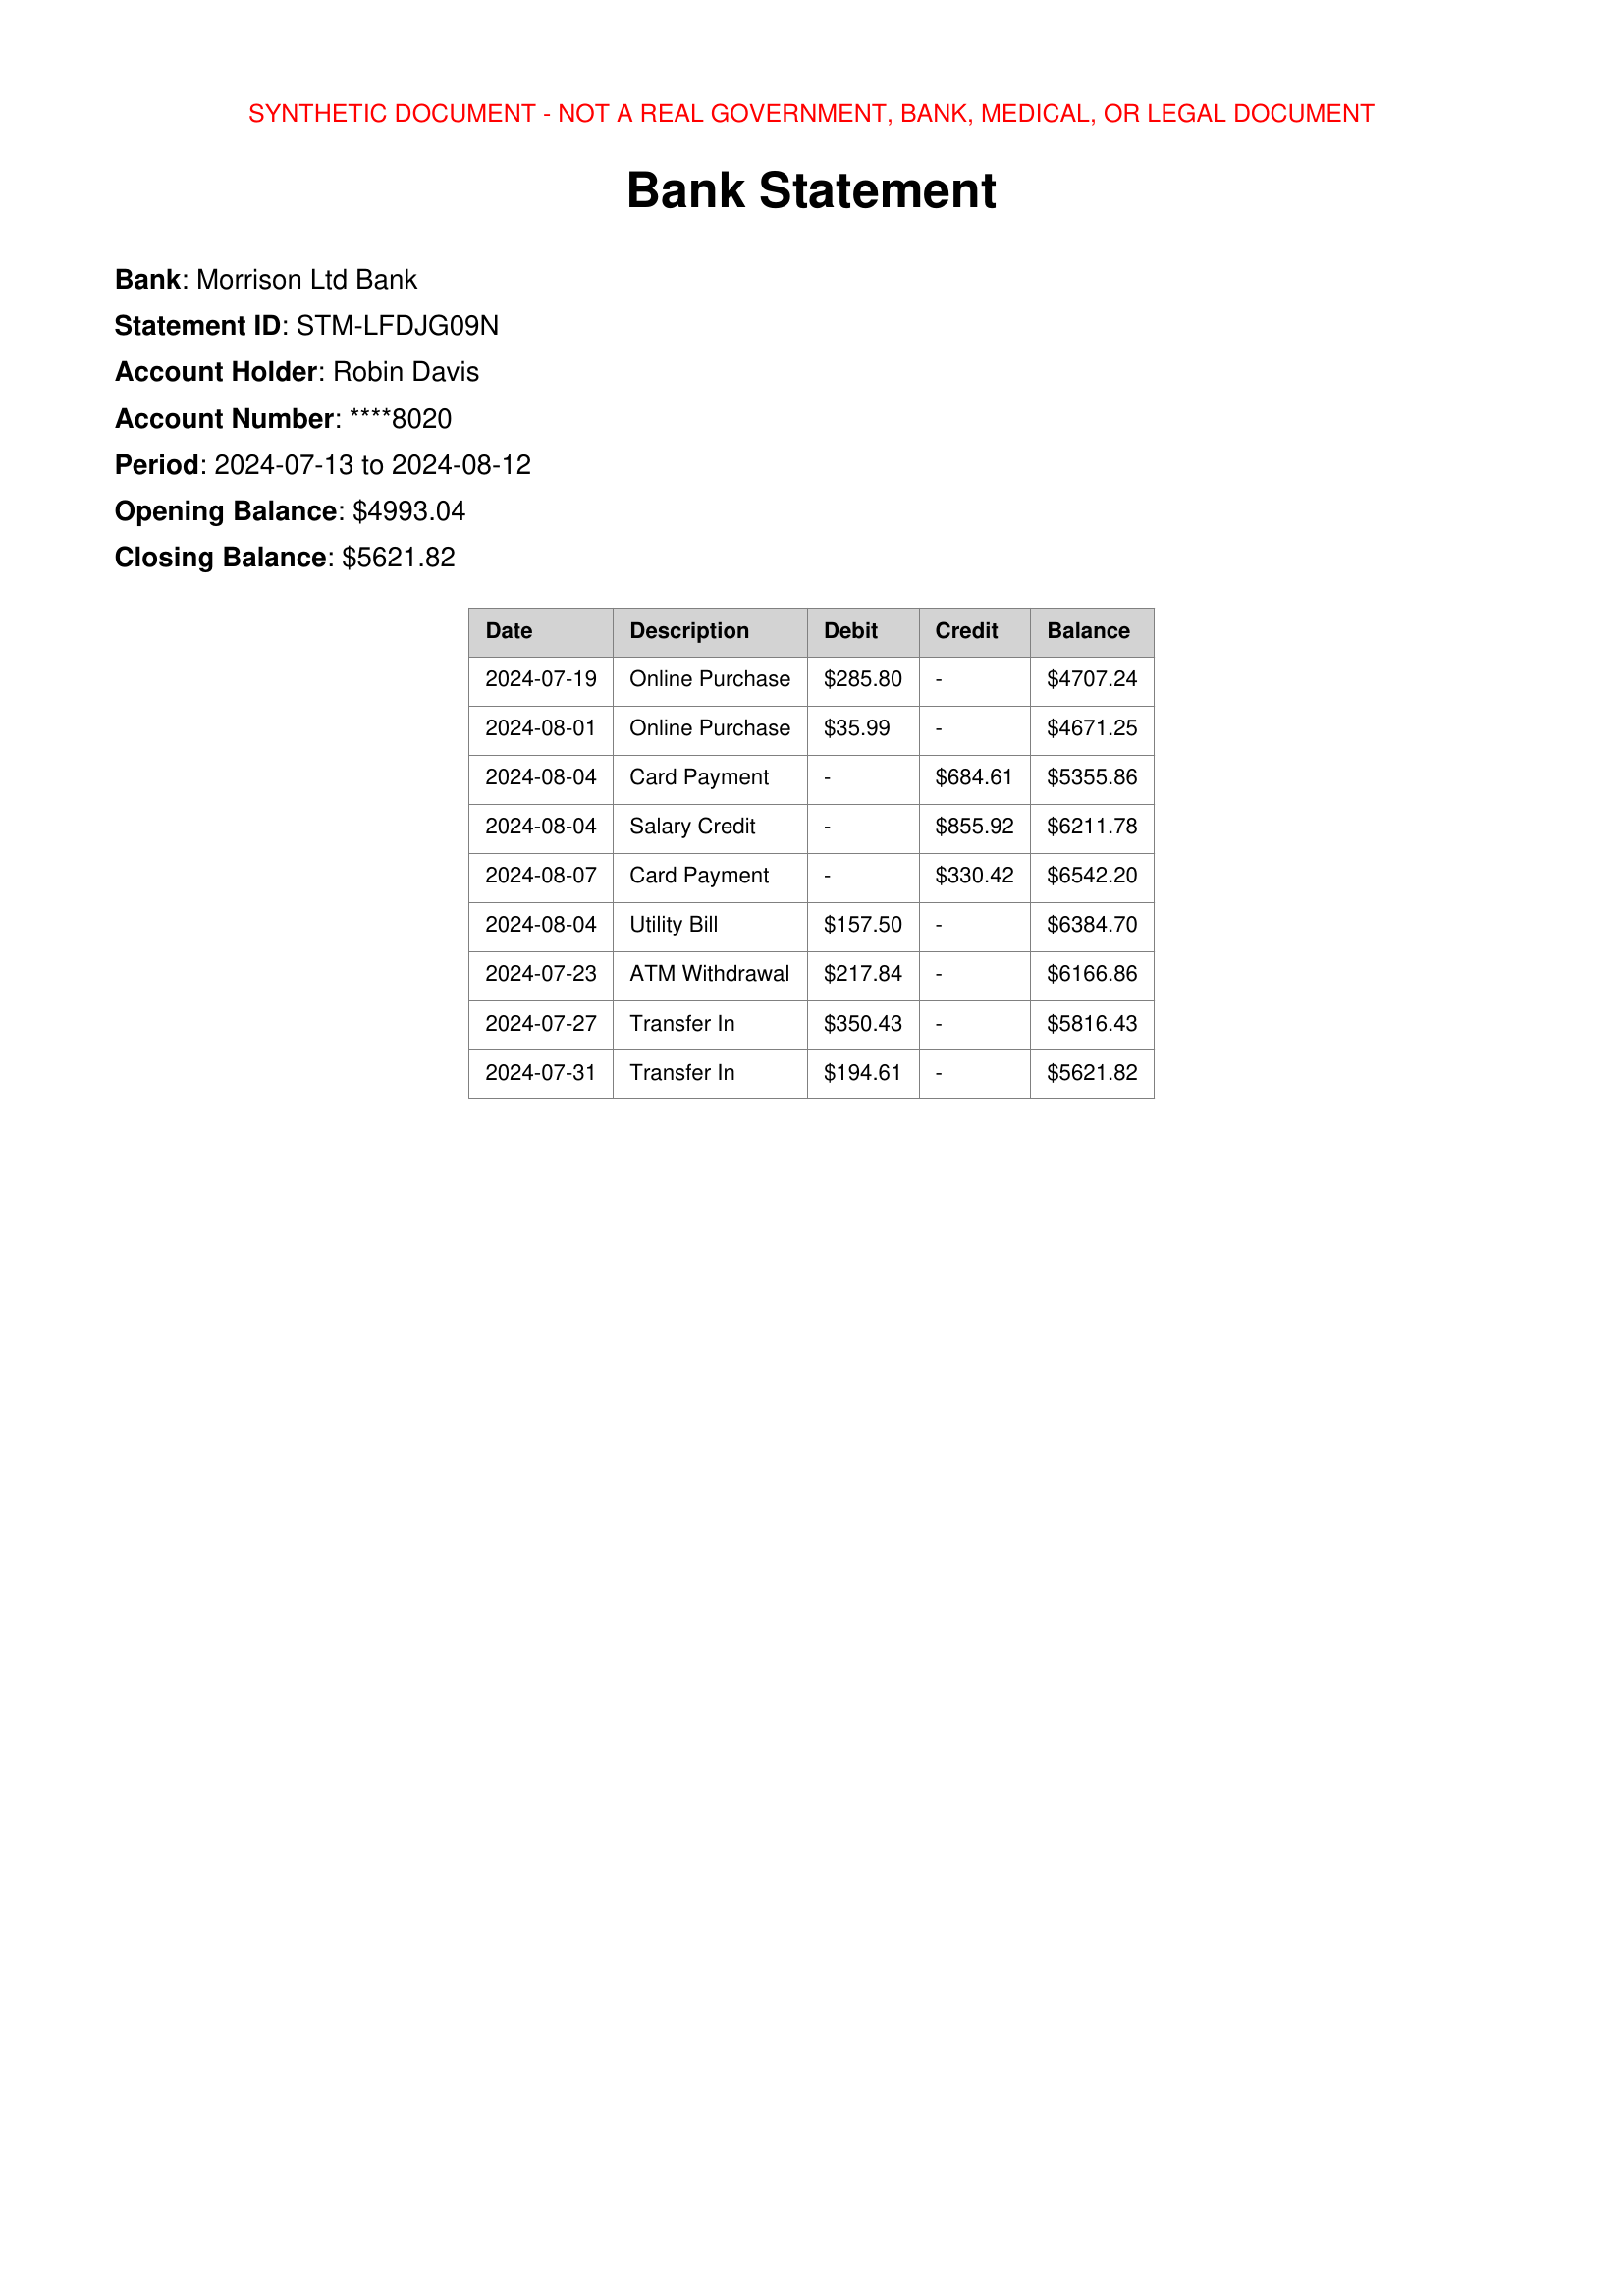 SYNTHETIC DOCUMENT - NOT A REAL GOVERNMENT, BANK, MEDICAL, OR LEGAL DOCUMENT
Bank Statement
Bank: Morrison Ltd Bank
Statement ID: STM-LFDJG09N
Account Holder: Robin Davis
Account Number: ****8020
Period: 2024-07-13 to 2024-08-12
Opening Balance: $4993.04
Closing Balance: $5621.82
Date Description Debit Credit Balance
2024-07-19 Online Purchase $285.80 - $4707.24
2024-08-01 Online Purchase $35.99 - $4671.25
2024-08-04 Card Payment - $684.61 $5355.86
2024-08-04 Salary Credit - $855.92 $6211.78
2024-08-07 Card Payment - $330.42 $6542.20
2024-08-04 Utility Bill $157.50 - $6384.70
2024-07-23 ATM Withdrawal $217.84 - $6166.86
2024-07-27 Transfer In $350.43 - $5816.43
2024-07-31 Transfer In $194.61 - $5621.82